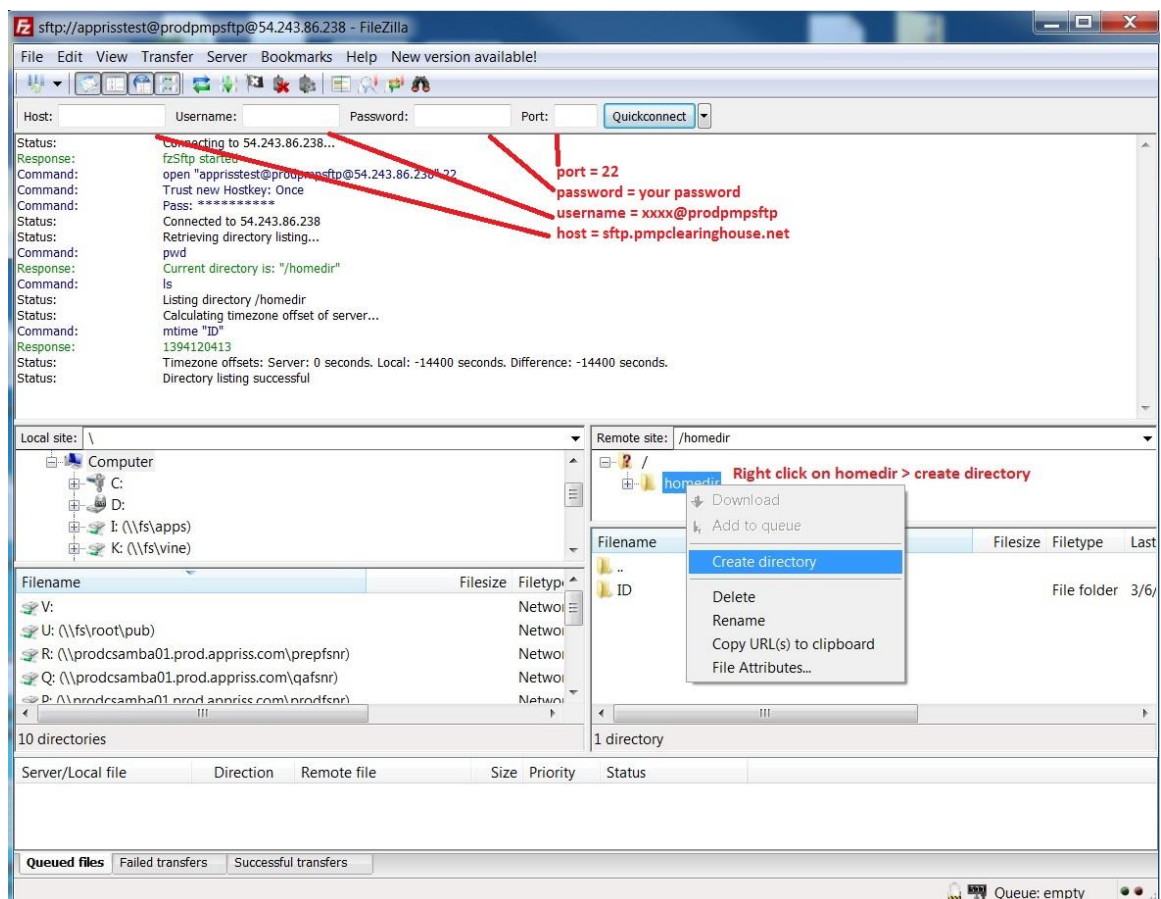 sftp://apprisstest@prodpmpsftp@54.243.86.238 - FileZilla
File Edit View Transfer Server Bookmarks Help New version available!
Host: Username: Password: Port: Quickconnect
Status: Connecting to 54.243.86.238...
Response: fzSftp started
Command: open "apprisstest@prodpmpsftp@54.243.86.238" 22
Command: Trust new Hostkey: Once
Command: Pass: **********
Status: Connected to 54.243.86.238
Status: Retrieving directory listing...
Command: pwd
Response: Current directory is: "/homedir"
Command: ls
Status: Listing directory /homedir
Status: Calculating timezone offset of server...
Command: mtime "ID"
Response: 1394120413
Status: Timezone offsets: Server: 0 seconds. Local: -14400 seconds. Difference: -14400 seconds.
Status: Directory listing successful
port = 22
password = your password
username = xxxx@prodpmpsftp
host = sftp.pmpclearinghouse.net
Local site: \
Computer
C:
D:
I: (\\fs\apps)
K: (\\fs\vine)
Filename Filesize Filetyp
V: Networ
U: (\\fs\root\pub) Networ
R: (\\prodcsamba01.prod.appriss.com\prepfsnr) Networ
Q: (\\prodcsamba01.prod.appriss.com\qafsnr) Networ
P: (\\prodcsamba01.prod.appriss.com\prodfsnr) Networ
10 directories
Remote site: /homedir
/
homedir
Right click on homedir > create directory
Download
Add to queue
Create directory
Delete
Rename
Copy URL(s) to clipboard
File Attributes...
Filename Filesize Filetype Last
..
ID File folder 3/6/
1 directory
Server/Local file Direction Remote file Size Priority Status
Queued files Failed transfers Successful transfers
Queue: empty